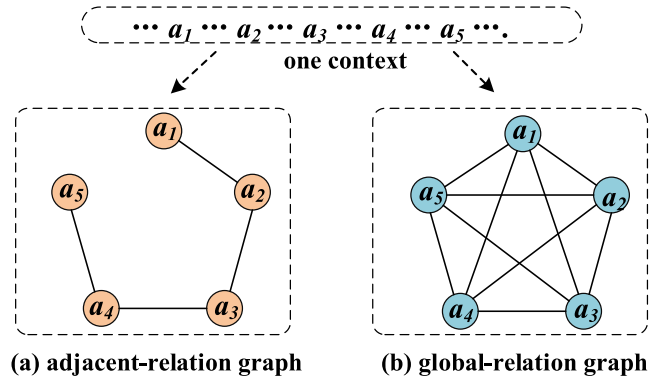 ··· a1 ··· a2 ··· a3 ··· a4 ··· a5 ···.
one context
a1
a5
a2
a4
a3
a1
a5
a2
a4
a3
(a) adjacent-relation graph
(b) global-relation graph